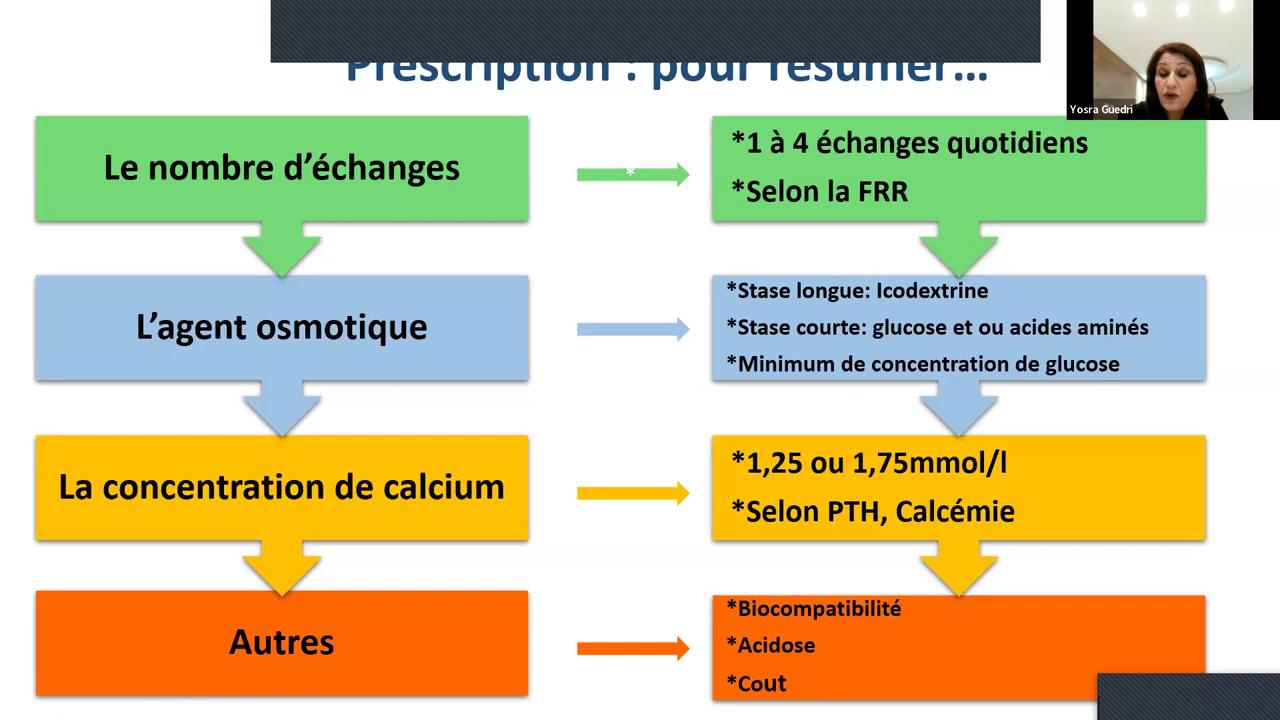 Prescription : pour résumer…
Yosra Guedri
Le nombre d’échanges
*
*1 à 4 échanges quotidiens
*Selon la FRR
L’agent osmotique
*Stase longue: Icodextrine
*Stase courte: glucose et ou acides aminés
*Minimum de concentration de glucose
La concentration de calcium
*1,25 ou 1,75mmol/l
*Selon PTH, Calcémie
Autres
*Biocompatibilité
*Acidose
*Cout